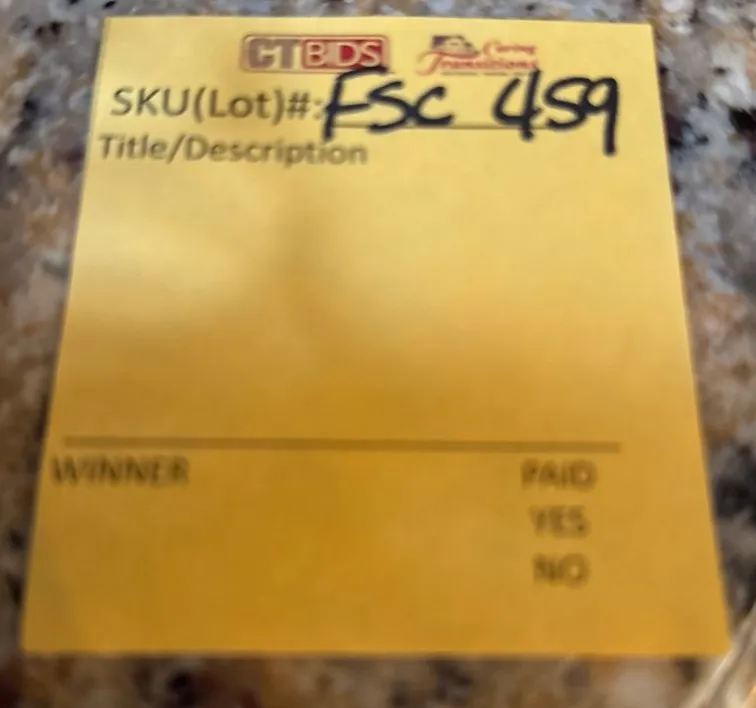 CTBIDS Caring Transitions
SKU(Lot)#: FSC 459
Title/Description
WINNER PAID
YES
NO